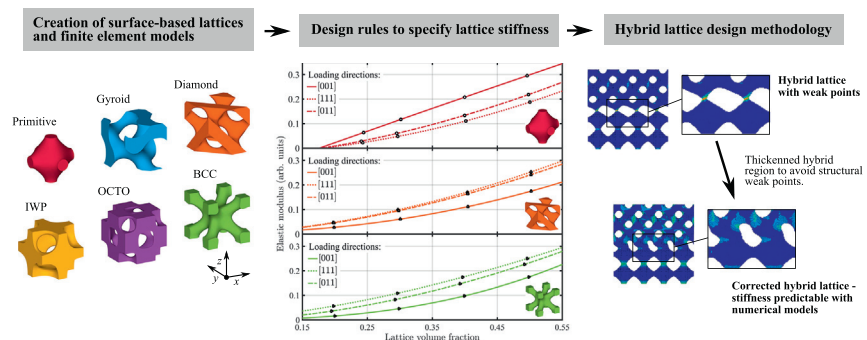 Creation of surface-based lattices
and finite element models
Design rules to specify lattice stiffness
Hybrid lattice design methodology
Primitive
Gyroid
Diamond
IWP
OCTO
BCC
z
y
x
Elastic modulus (arb. units)
0.3
0.2
0.1
0
Loading directions:
[001]
[111]
[011]
0.3
0.2
0.1
0
Loading directions:
[001]
[111]
[011]
0.3
0.2
0.1
0
Loading directions:
[001]
[111]
[011]
0.15
0.25
0.35
0.45
0.55
Lattice volume fraction
Hybrid lattice
with weak points
Thickenned hybrid
region to avoid structural
weak points.
Corrected hybrid lattice -
stiffness predictable with
numerical models